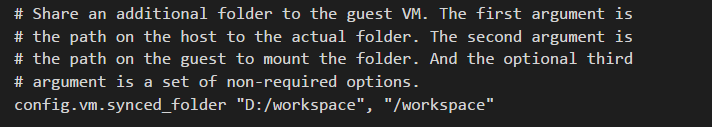 # Share an additional folder to the guest VM. The first argument is
# the path on the host to the actual folder. The second argument is
# the path on the guest to mount the folder. And the optional third
# argument is a set of non-required options.
config.vm.synced_folder "D:/workspace", "/workspace"